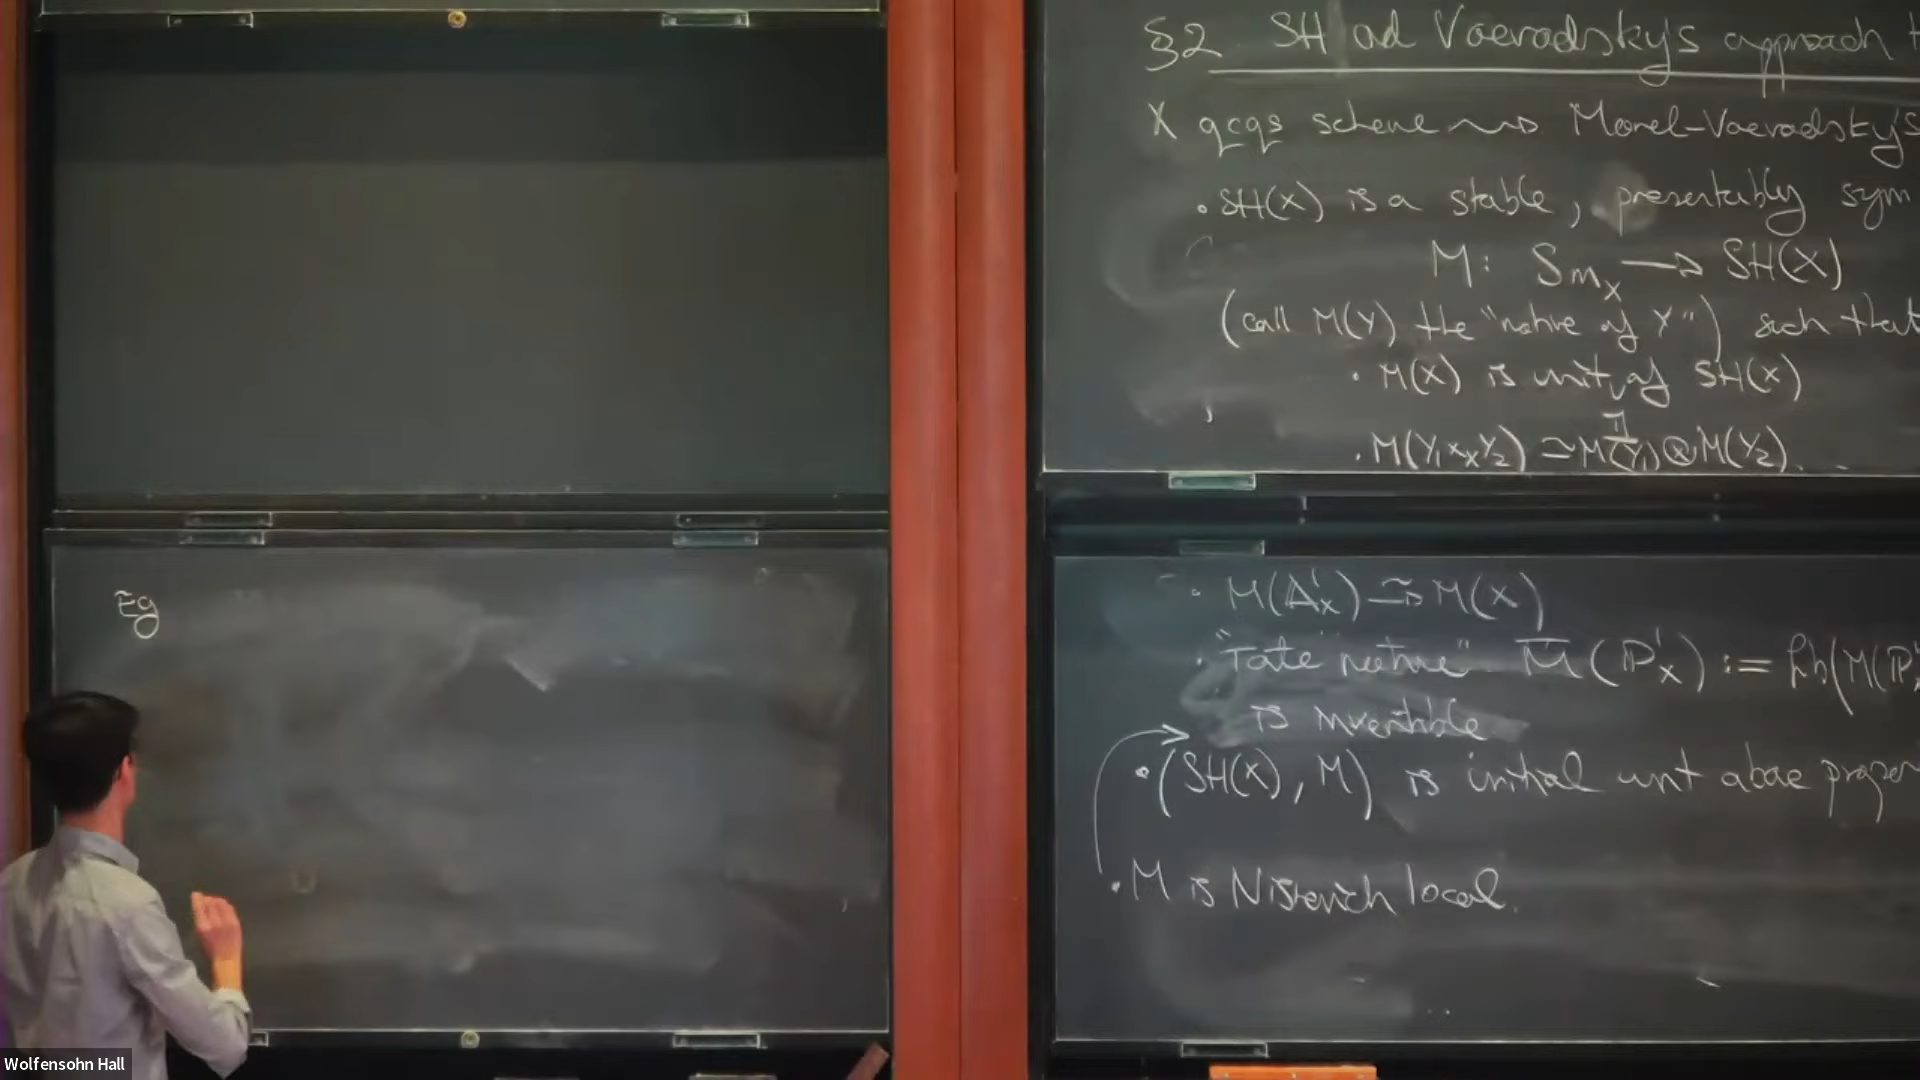 §2 SH and Voevodsky's approach t
X qcqs scheme ⇝ Morel-Voevodsky's
• SH(X) is a stable, presentably sym
M: Sm_X → SH(X)
(call M(Y) the "motive of Y") such that
• M(X) is unit of SH(X)
• M(Y₁×_X Y₂) ≃ M(Y₁)⊗M(Y₂)...
• M(A¹_X) ⥲ M(X)
• "Tate motive" M̄(P¹_X) := fib(M(P¹
is invertible
• (SH(X), M) is initial wrt above proper
• M is Nisnevich local.
Eg
Wolfensohn Hall